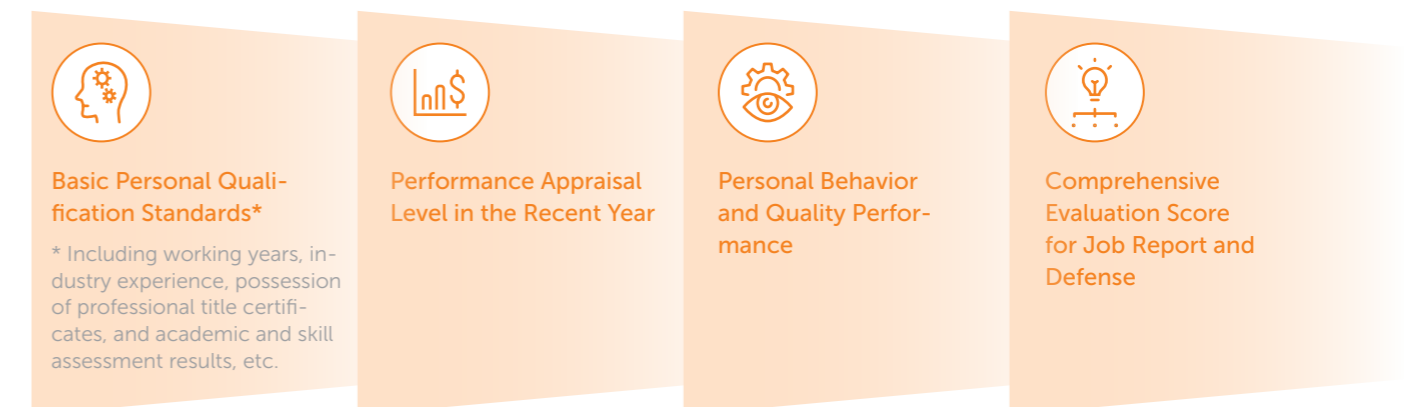 Basic Personal Quali-
fication Standards*
* Including working years, in-
dustry experience, possession
of professional title certifi-
cates, and academic and skill
assessment results, etc.
Performance Appraisal
Level in the Recent Year
Personal Behavior
and Quality Perfor-
mance
Comprehensive
Evaluation Score
for Job Report and
Defense